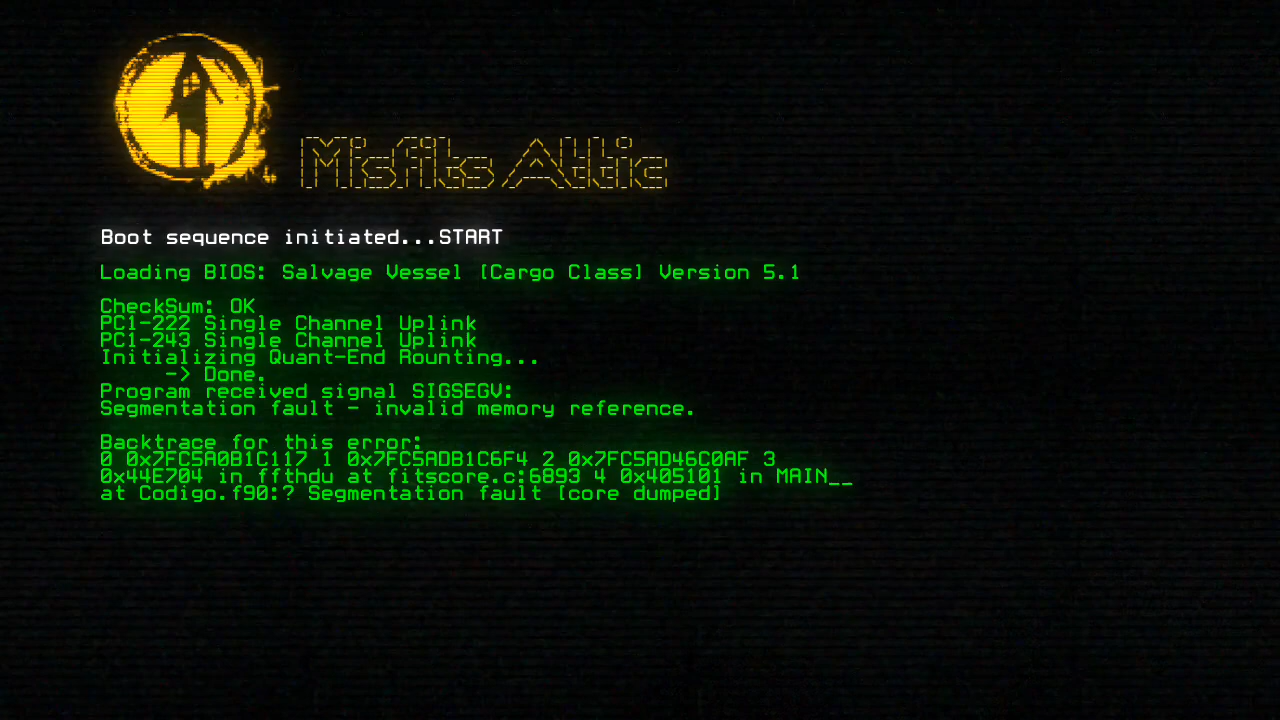 Misfits Attic
Boot sequence initiated...START
Loading BIOS: Salvage Vessel [Cargo Class] Version 5.1
CheckSum: OK
PC1-222 Single Channel Uplink
PC1-243 Single Channel Uplink
Initializing Quant-End Rounting...
-> Done.
Program received signal SIGSEGV:
Segmentation fault - invalid memory reference.
Backtrace for this error:
0 0x7FC5A0B1C117 1 0x7FC5ADB1C6F4 2 0x7FC5AD46C0AF 3
0x44E704 in ffthdu at fitscore.c:6893 4 0x405101 in MAIN__
at Codigo.f90:? Segmentation fault [core dumped]